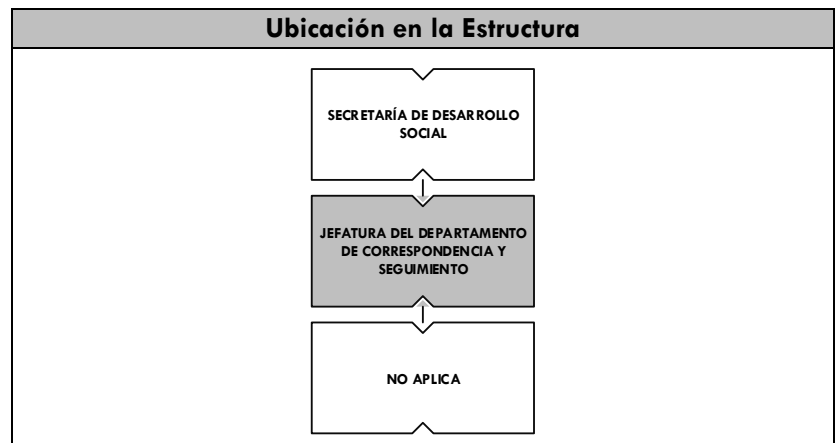 Ubicación en la Estructura
SECRETARÍA DE DESARROLLO
SOCIAL
JEFATURA DEL DEPARTAMENTO
DE CORRESPONDENCIA Y
SEGUIMIENTO
NO APLICA